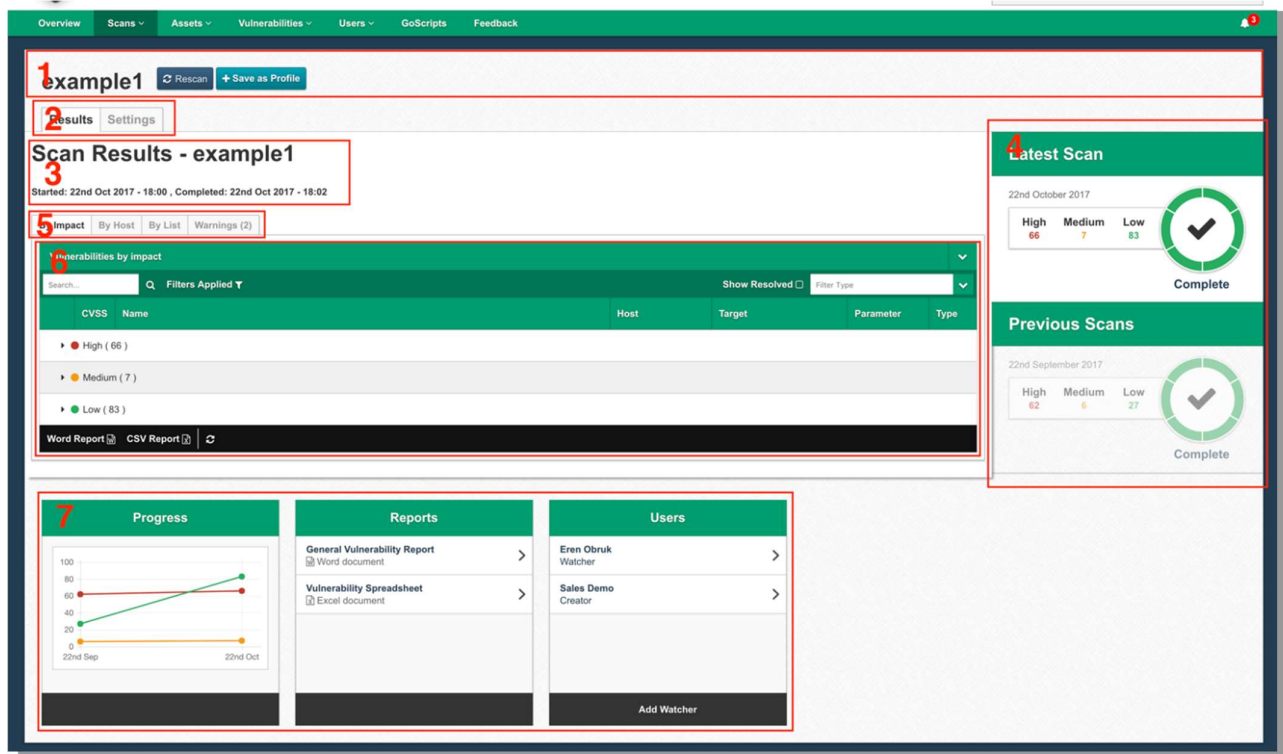 Overview Scans Assets Vulnerabilities Users GoScripts Feedback 3
1
example1 Rescan + Save as Profile
2
Results Settings
3
Scan Results - example1
Started: 22nd Oct 2017 - 18:00 , Completed: 22nd Oct 2017 - 18:02
5
By Impact By Host By List Warnings (2)
6
Vulnerabilities by impact
Search... Filters Applied Show Resolved Filter Type
CVSS Name Host Target Parameter Type
High ( 66 )
Medium ( 7 )
Low ( 83 )
Word Report CSV Report
4
Latest Scan
22nd October 2017
High Medium Low
66 7 83
Complete
Previous Scans
22nd September 2017
High Medium Low
62 6 27
Complete
7
Progress
100
80
60
40
20
0
22nd Sep 22nd Oct
Reports
General Vulnerability Report
Word document
Vulnerability Spreadsheet
Excel document
Users
Eren Obruk
Watcher
Sales Demo
Creator
Add Watcher